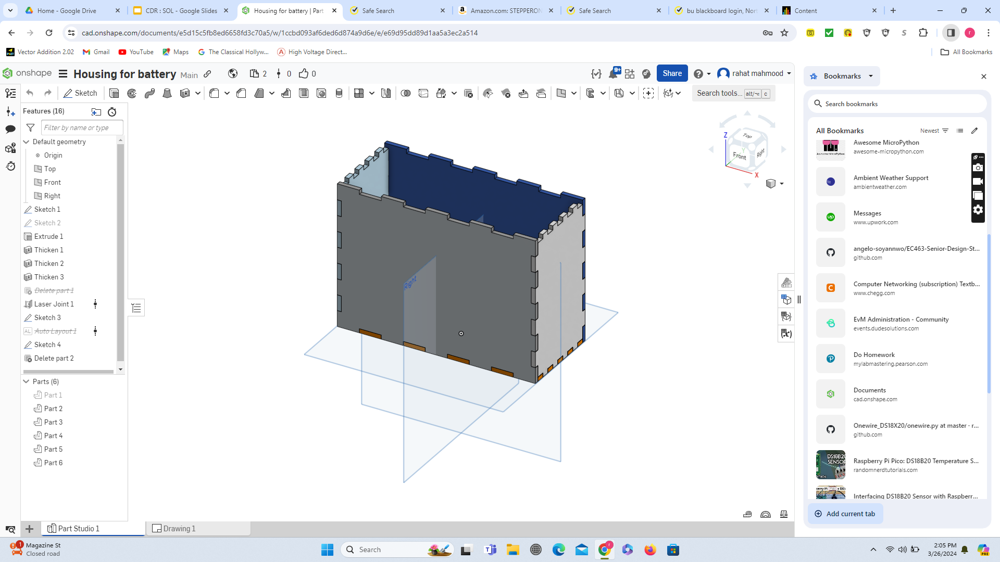 Home - Google Drive
CDR : SOL - Google Slides
Housing for battery | Part
Safe Search
Amazon.com: STEPPERON
Safe Search
bu blackboard login, Nor
Content
cad.onshape.com/documents/e5d15c5fb8ed6658fd3c70a5/w/1ccbd093af6ded6d874a9d6e/e/e69d95dd89d1aa5a3ec2a514
Vector Addition 2.02
Gmail
YouTube
Maps
The Classical Hollyw...
High Voltage Direct...
All Bookmarks
onshape
Housing for battery
Main
2
0
0
9+
Share
rahat mahmood
Bookmarks
Sketch
Search tools... alt/⌥ c
Search bookmarks
Features (16)
Filter by name or type
Default geometry
Origin
Top
Front
Right
Sketch 1
Sketch 2
Extrude 1
Thicken 1
Thicken 2
Thicken 3
Delete part 1
Laser Joint 1
Sketch 3
AL Auto Layout 1
Sketch 4
Delete part 2
Parts (6)
Part 1
Part 2
Part 3
Part 4
Part 5
Part 6
Right
Z
Top
Y
Front
Right
X
All Bookmarks
Newest
Awesome MicroPython
awesome-micropython.com
Ambient Weather Support
ambientweather.com
Messages
www.upwork.com
angelo-soyannwo/EC463-Senior-Design-St...
github.com
Computer Networking (subscription) Textb...
www.chegg.com
EvM Administration - Community
events.dudesolutions.com
Do Homework
mylabmastering.pearson.com
Documents
cad.onshape.com
Onewire_DS18X20/onewire.py at master · r...
github.com
Raspberry Pi Pico: DS18B20 Temperature S...
randomnerdtutorials.com
Interfacing DS18B20 Sensor with Raspberr...
Add current tab
Part Studio 1
Drawing 1
1
Magazine St
Closed road
Search
2:05 PM
3/26/2024